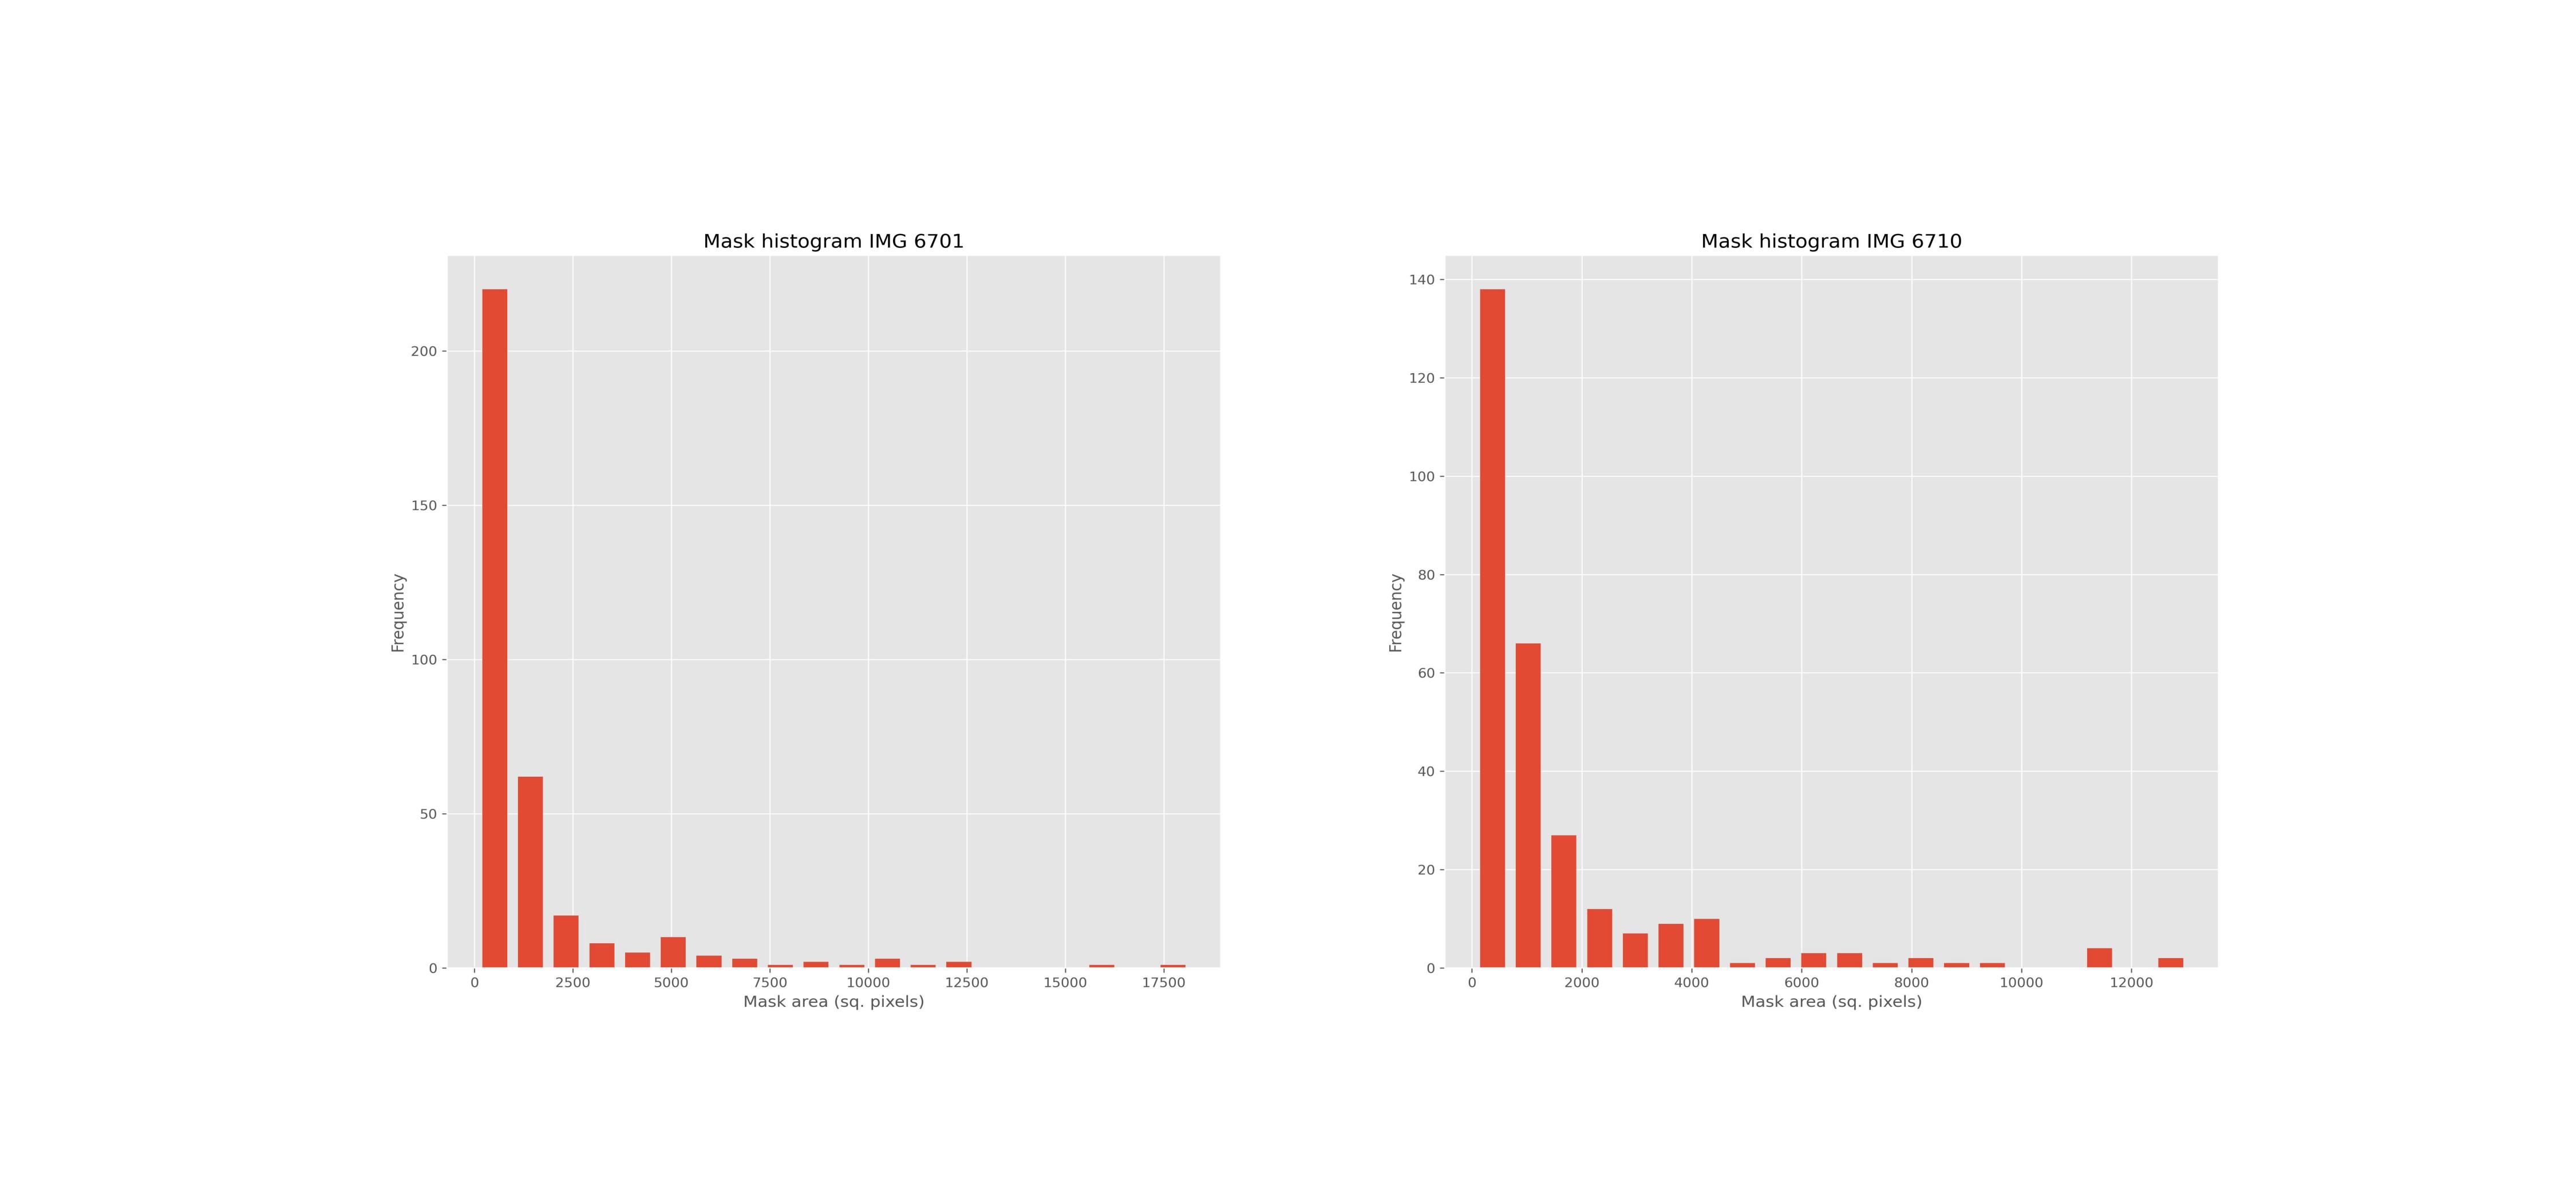 Mask histogram IMG 6701
Frequency
200
150
100
50
0
0 2500 5000 7500 10000 12500 15000 17500
Mask area (sq. pixels)
Mask histogram IMG 6710
Frequency
140
120
100
80
60
40
20
0
0 2000 4000 6000 8000 10000 12000
Mask area (sq. pixels)